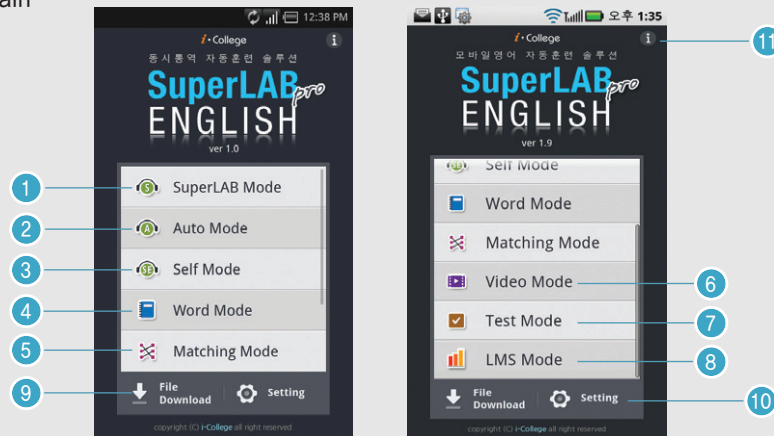 ain
12:38 PM
i·College
i
동시통역 자동훈련 솔루션
SuperLAB pro
ENGLISH
ver 1.0
1
S
SuperLAB Mode
2
A
Auto Mode
3
SE
Self Mode
4
Word Mode
5
Matching Mode
9
File
Download
Setting
copyright (C) i-College all right reserved
오후 1:35
i·College
i
11
모바일영어 자동훈련 솔루션
SuperLAB pro
ENGLISH
ver 1.9
Self Mode
Word Mode
Matching Mode
Video Mode
6
Test Mode
7
LMS Mode
8
File
Download
Setting
10
copyright (C) i-College all right reserved